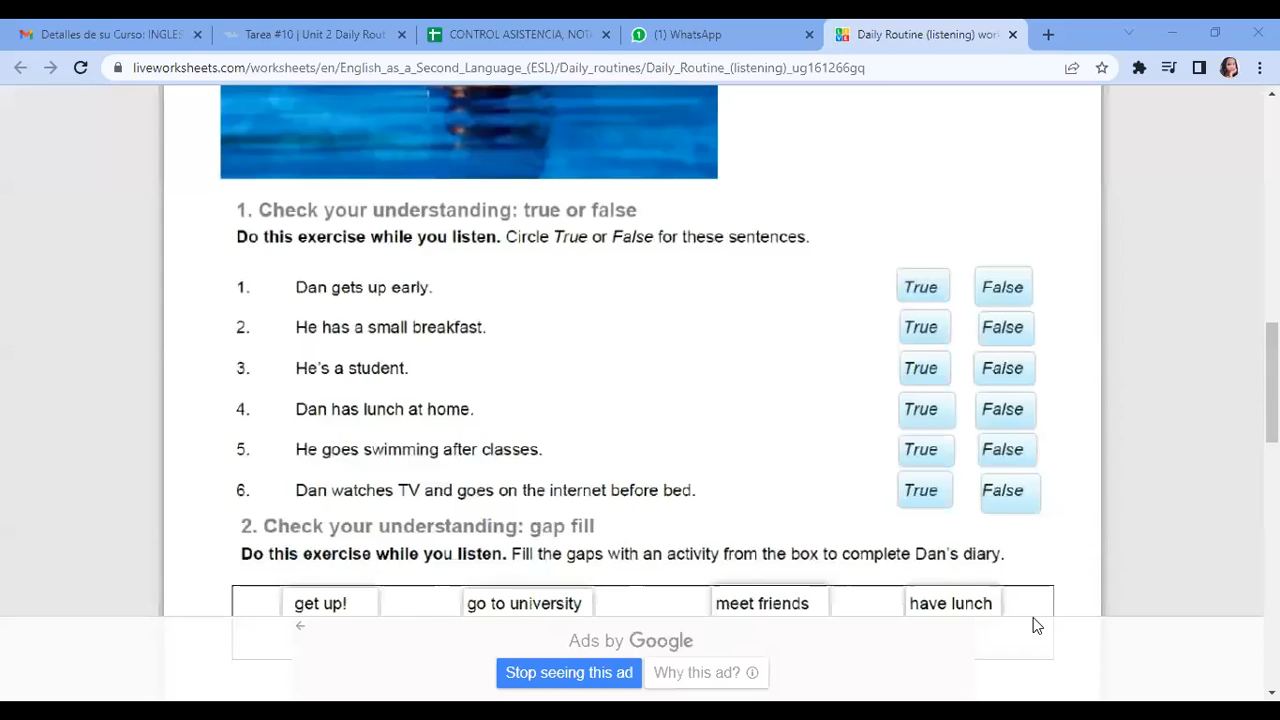 Detalles de su Curso: INGLES
Tarea #10 | Unit 2 Daily Rout
CONTROL ASISTENCIA, NOTA
(1) WhatsApp
Daily Routine (listening) wor
liveworksheets.com/worksheets/en/English_as_a_Second_Language_(ESL)/Daily_routines/Daily_Routine_(listening)_ug161266gq
1. Check your understanding: true or false
Do this exercise while you listen. Circle True or False for these sentences.
1. Dan gets up early. True False
2. He has a small breakfast. True False
3. He's a student. True False
4. Dan has lunch at home. True False
5. He goes swimming after classes. True False
6. Dan watches TV and goes on the internet before bed. True False
2. Check your understanding: gap fill
Do this exercise while you listen. Fill the gaps with an activity from the box to complete Dan's diary.
get up! go to university meet friends have lunch
Ads by Google
Stop seeing this ad Why this ad?